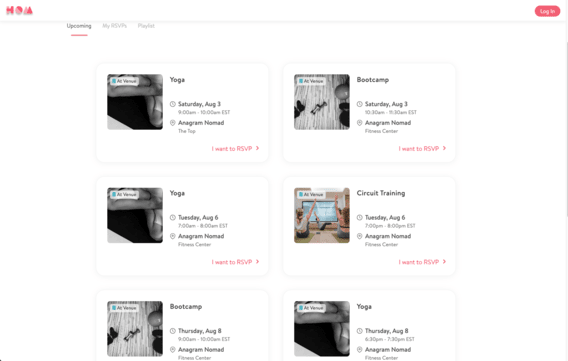 HOM
Log In
Upcoming
My RSVPs
Playlist
At Venue
Yoga
Saturday, Aug 3
9:00am - 10:00am EST
Anagram Nomad
The Top
I want to RSVP
At Venue
Bootcamp
Saturday, Aug 3
10:30am - 11:30am EST
Anagram Nomad
Fitness Center
I want to RSVP
At Venue
Yoga
Tuesday, Aug 6
7:00am - 8:00am EST
Anagram Nomad
Fitness Center
I want to RSVP
At Venue
Circuit Training
Tuesday, Aug 6
7:00pm - 8:00pm EST
Anagram Nomad
Fitness Center
I want to RSVP
At Venue
Bootcamp
Thursday, Aug 8
9:00am - 10:00am EST
Anagram Nomad
Fitness Center
At Venue
Yoga
Thursday, Aug 8
6:30pm - 7:30pm EST
Anagram Nomad
Fitness Center